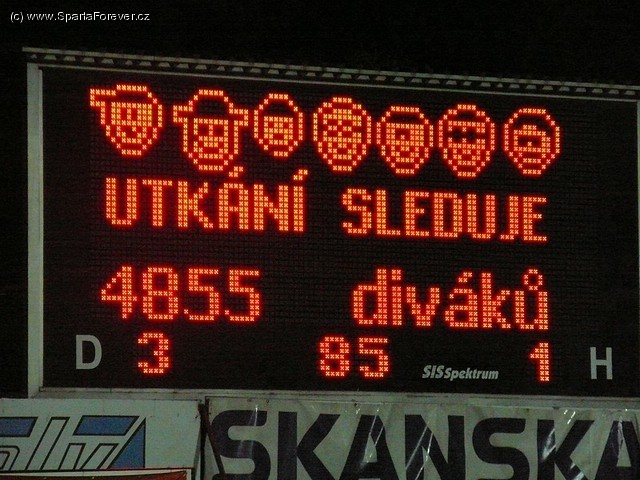 (c) www.SpartaForever.cz
UTKÁNÍ SLEDUJE
4855 diváků
D 3 85 1 H
SISSpektrum
SKANSKA